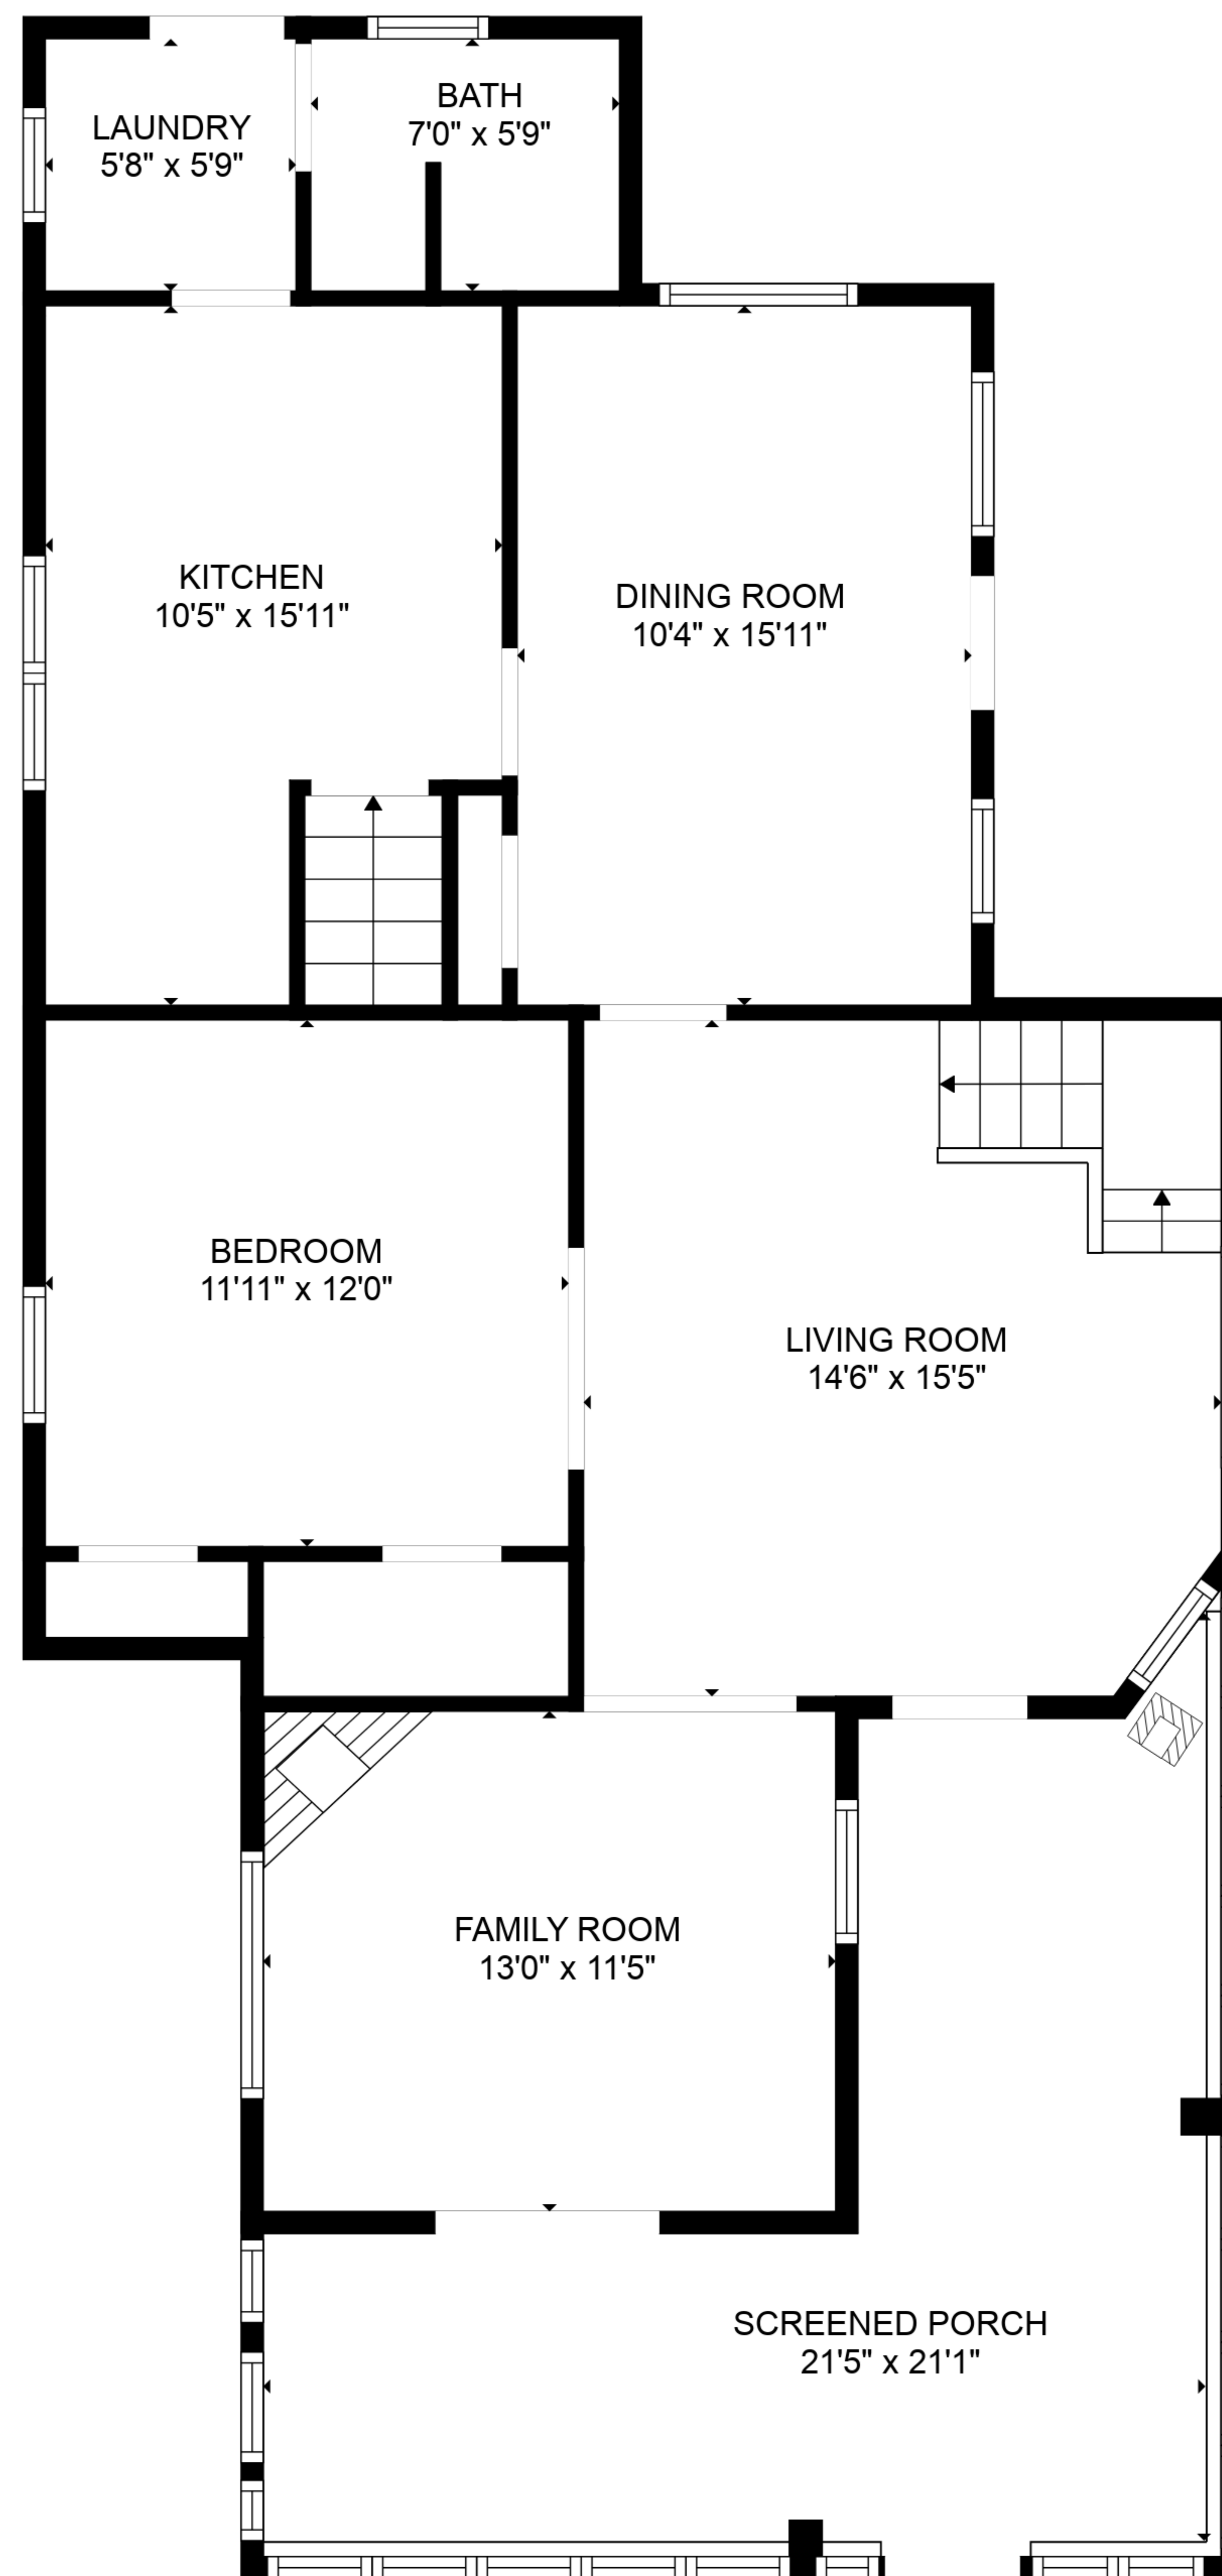 LAUNDRY
5'8" x 5'9"
BATH
7'0" x 5'9"
KITCHEN
10'5" x 15'11"
DINING ROOM
10'4" x 15'11"
BEDROOM
11'11" x 12'0"
LIVING ROOM
14'6" x 15'5"
FAMILY ROOM
13'0" x 11'5"
SCREENED PORCH
21'5" x 21'1"